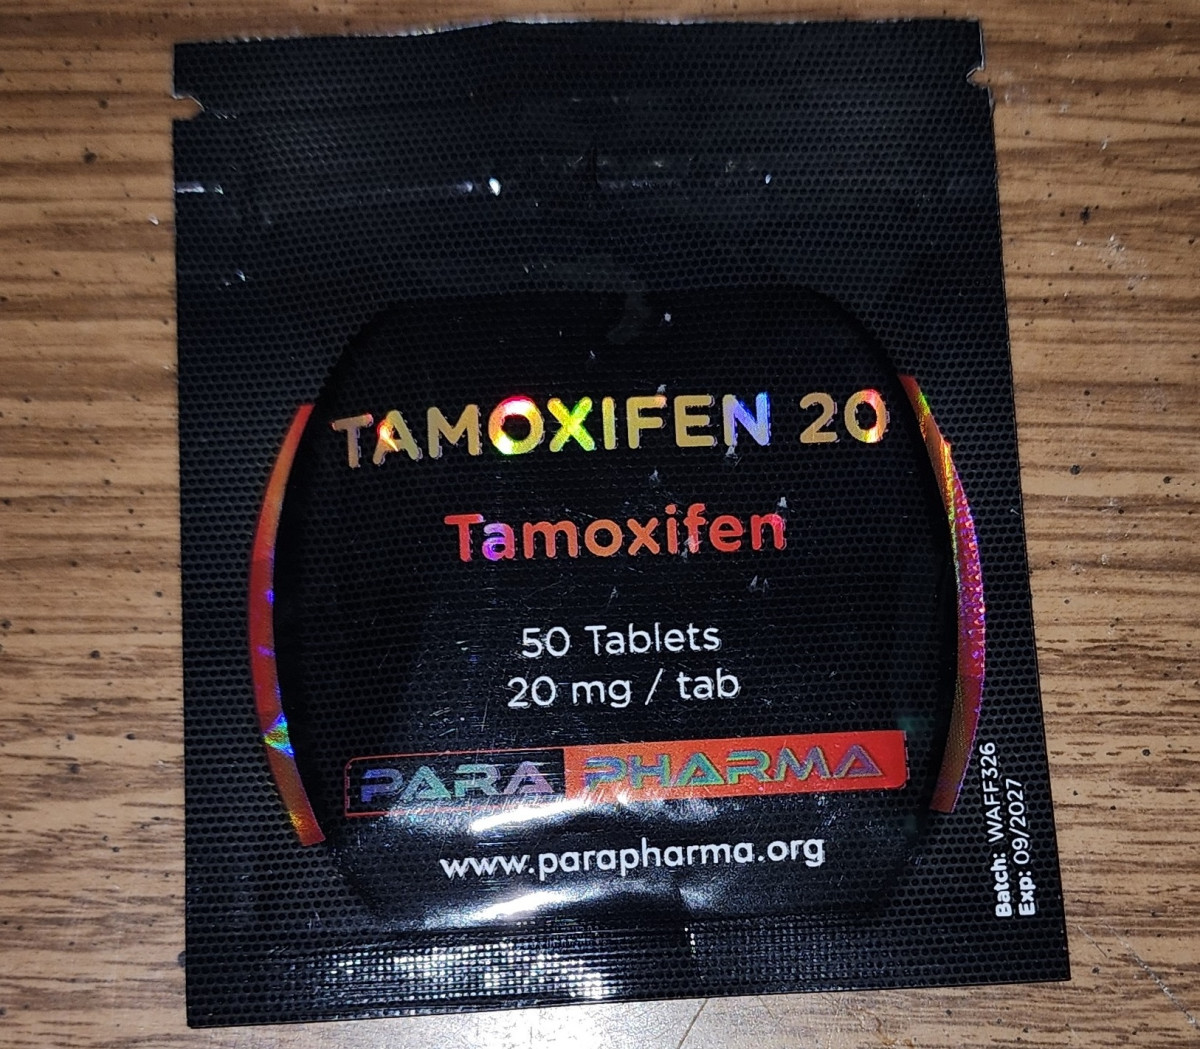 TAMOXIFEN 20
Tamoxifen
50 Tablets
20 mg / tab
PARA PHARMA
www.parapharma.org
Batch: WAFF326
Exp: 09/2027